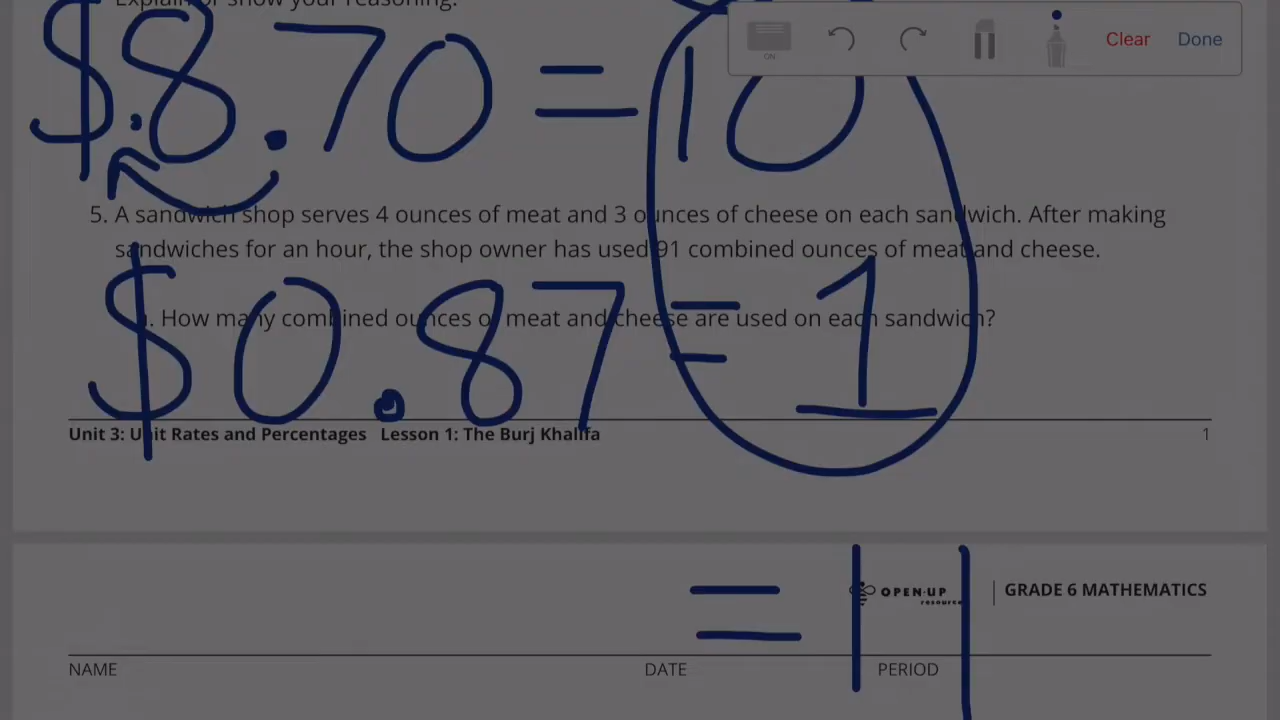 Explain or show your reasoning.
ON
Clear
Done
$.8.70 = 10
5. A sandwich shop serves 4 ounces of meat and 3 ounces of cheese on each sandwich. After making
sandwiches for an hour, the shop owner has used 91 combined ounces of meat and cheese.
$0.87 = 1
a. How many combined ounces of meat and cheese are used on each sandwich?
Unit 3: Unit Rates and Percentages Lesson 1: The Burj Khalifa
1
= 11
OPEN-UP
resources
GRADE 6 MATHEMATICS
NAME
DATE
PERIOD